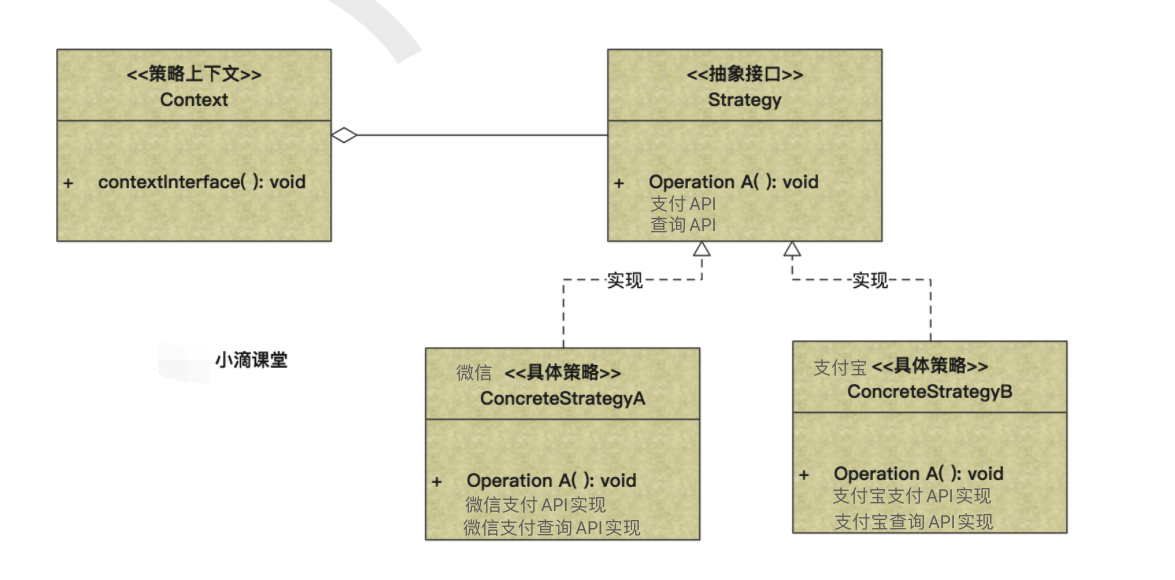 <<策略上下文>>
Context
+ contextInterface( ): void
<<抽象接口>>
Strategy
+ Operation A( ): void
支付 API
查询 API
实现
实现
小滴课堂
微信 <<具体策略>>
ConcreteStrategyA
+ Operation A( ): void
微信支付 API实现
微信支付查询 API实现
支付宝 <<具体策略>>
ConcreteStrategyB
+ Operation A( ): void
支付宝支付 API实现
支付宝查询 API实现